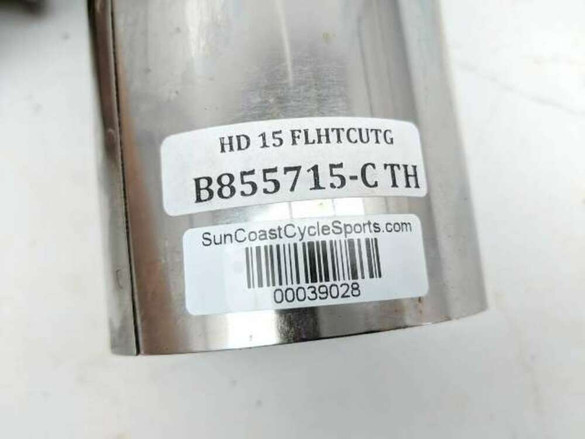 HD 15 FLHTCUTG
B855715-C TH
SunCoastCycleSports.com
00039028